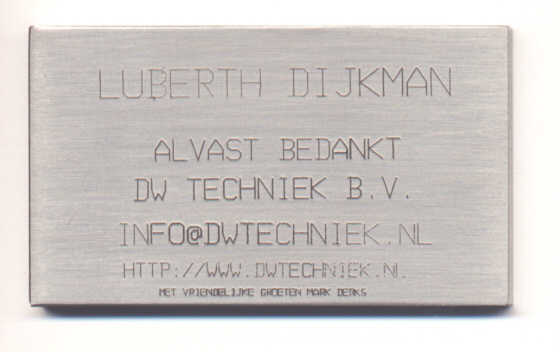 LUBERTH DIJKMAN
ALVAST BEDANKT
DW TECHNIEK B.V.
INFO@DWTECHNIEK.NL
HTTP://WWW.DWTECHNIEK.NL
MET VRIENDELIJKE GROETEN MARK DERKS